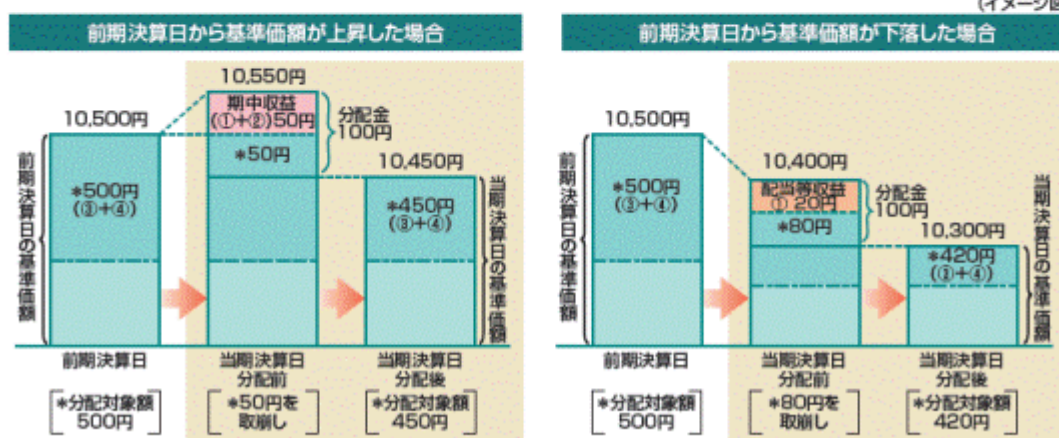 (イメージ図
前期決算日から基準価額が上昇した場合
10,500円
10,550円
期中収益
(①+②)50円
*50円
分配金
100円
10,450円
*500円
(③+④)
*450円
(③+④)
前期決算日の基準価額
当期決算日の基準価額
前期決算日
当期決算日
分配前
当期決算日
分配後
*分配対象額
500円
*50円を
取崩し
*分配対象額
450円
前期決算日から基準価額が下落した場合
10,500円
10,400円
配当等収益
① 20円
*80円
分配金
100円
10,300円
*500円
(③+④)
*420円
(③+④)
前期決算日の基準価額
当期決算日の基準価額
前期決算日
当期決算日
分配前
当期決算日
分配後
*分配対象額
500円
*80円を
取崩し
*分配対象額
420円